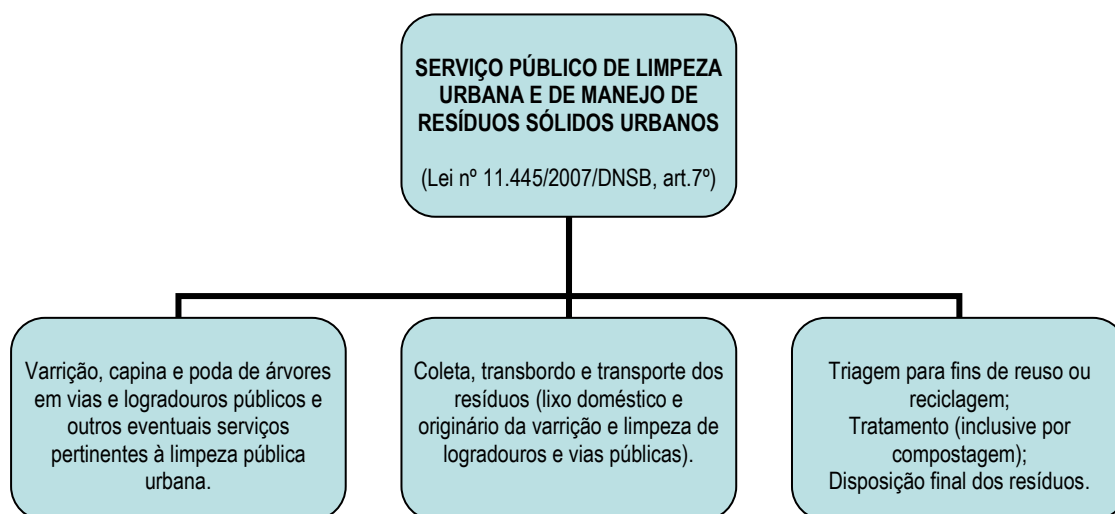 SERVIÇO PÚBLICO DE LIMPEZA
URBANA E DE MANEJO DE
RESÍDUOS SÓLIDOS URBANOS
(Lei nº 11.445/2007/DNSB, art.7º)
Varrição, capina e poda de árvores
em vias e logradouros públicos e
outros eventuais serviços
pertinentes à limpeza pública
urbana.
Coleta, transbordo e transporte dos
resíduos (lixo doméstico e
originário da varrição e limpeza de
logradouros e vias públicas).
Triagem para fins de reuso ou
reciclagem;
Tratamento (inclusive por
compostagem);
Disposição final dos resíduos.